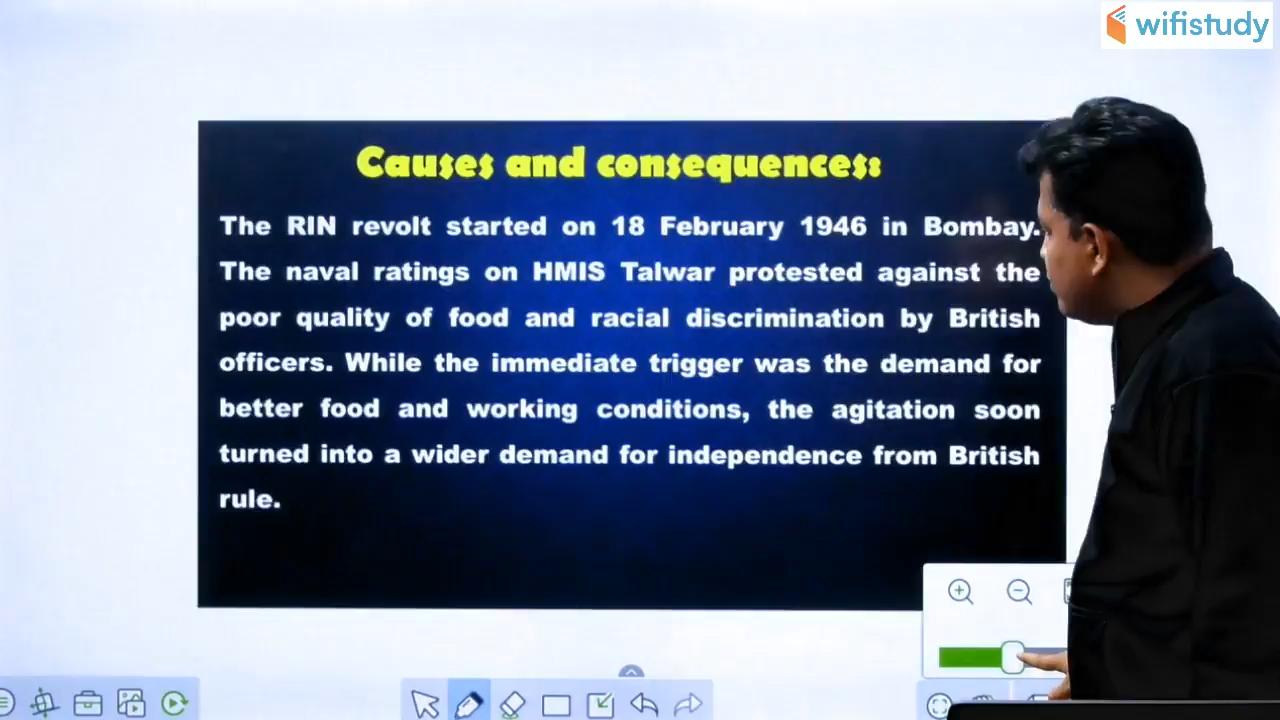 wifistudy
Causes and consequences:
The RIN revolt started on 18 February 1946 in Bombay.
The naval ratings on HMIS Talwar protested against the
poor quality of food and racial discrimination by British
officers. While the immediate trigger was the demand for
better food and working conditions, the agitation soon
turned into a wider demand for independence from British
rule.